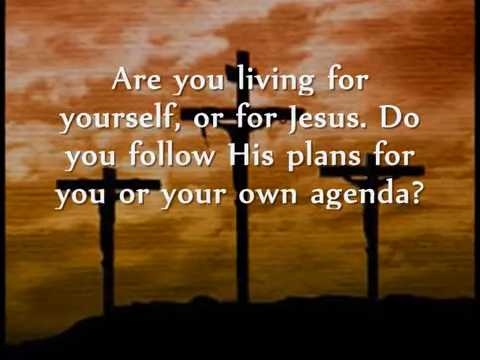 Are you living for
yourself, or for Jesus. Do
you follow His plans for
you or your own agenda?